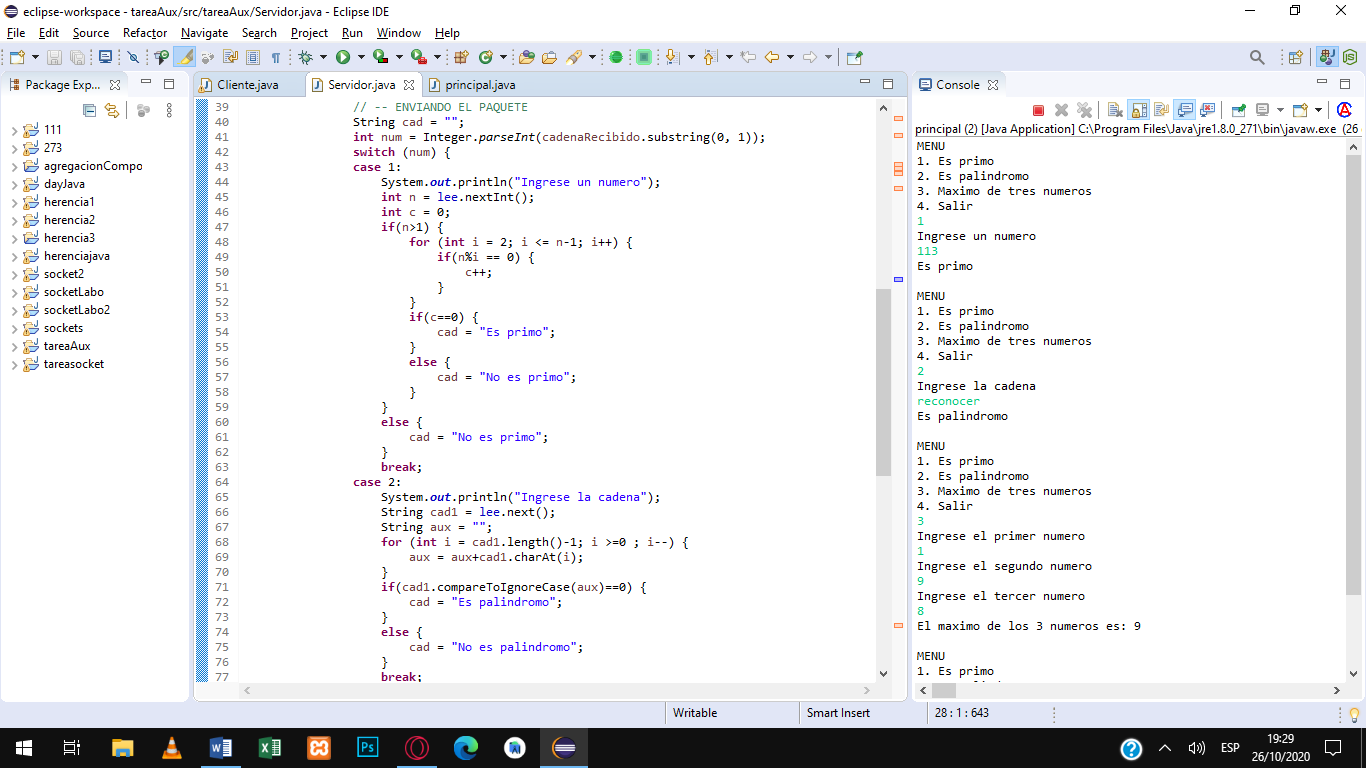 eclipse-workspace - tareaAux/src/tareaAux/Servidor.java - Eclipse IDE
File Edit Source Refactor Navigate Search Project Run Window Help
Package Exp...
111
273
agregacionCompo
dayJava
herencia1
herencia2
herencia3
herenciajava
socket2
socketLabo
socketLabo2
sockets
tareaAux
tareasocket
Cliente.java Servidor.java principal.java
39 // -- ENVIANDO EL PAQUETE
40 String cad = "";
41 int num = Integer.parseInt(cadenaRecibido.substring(0, 1));
42 switch (num) {
43 case 1:
44 System.out.println("Ingrese un numero");
45 int n = lee.nextInt();
46 int c = 0;
47 if(n>1) {
48 for (int i = 2; i <= n-1; i++) {
49 if(n%i == 0) {
50 c++;
51 }
52 }
53 if(c==0) {
54 cad = "Es primo";
55 }
56 else {
57 cad = "No es primo";
58 }
59 }
60 else {
61 cad = "No es primo";
62 }
63 break;
64 case 2:
65 System.out.println("Ingrese la cadena");
66 String cad1 = lee.next();
67 String aux = "";
68 for (int i = cad1.length()-1; i >=0 ; i--) {
69 aux = aux+cad1.charAt(i);
70 }
71 if(cad1.compareToIgnoreCase(aux)==0) {
72 cad = "Es palindromo";
73 }
74 else {
75 cad = "No es palindromo";
76 }
77 break;
Console
principal (2) [Java Application] C:\Program Files\Java\jre1.8.0_271\bin\javaw.exe (26
MENU
1. Es primo
2. Es palindromo
3. Maximo de tres numeros
4. Salir
1
Ingrese un numero
113
Es primo
MENU
1. Es primo
2. Es palindromo
3. Maximo de tres numeros
4. Salir
2
Ingrese la cadena
reconocer
Es palindromo
MENU
1. Es primo
2. Es palindromo
3. Maximo de tres numeros
4. Salir
3
Ingrese el primer numero
1
Ingrese el segundo numero
9
Ingrese el tercer numero
8
El maximo de los 3 numeros es: 9
MENU
1. Es primo
Writable Smart Insert 28 : 1 : 643
ESP
19:29
26/10/2020